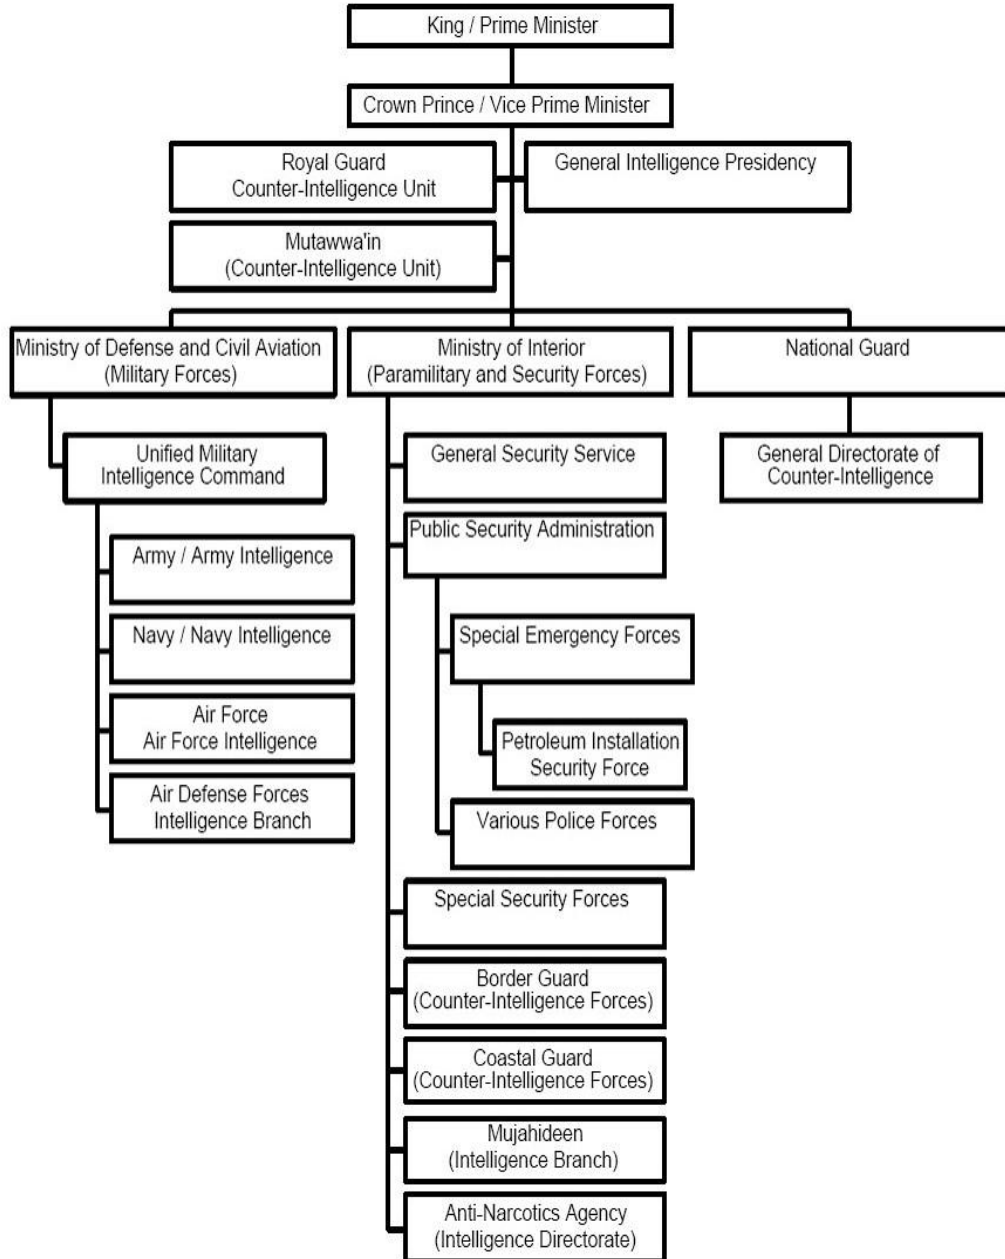 King / Prime Minister
Crown Prince / Vice Prime Minister
Royal Guard
Counter-Intelligence Unit
General Intelligence Presidency
Mutawwa'in
(Counter-Intelligence Unit)
Ministry of Defense and Civil Aviation
(Military Forces)
Ministry of Interior
(Paramilitary and Security Forces)
National Guard
Unified Military
Intelligence Command
General Security Service
General Directorate of
Counter-Intelligence
Public Security Administration
Army / Army Intelligence
Navy / Navy Intelligence
Special Emergency Forces
Air Force
Air Force Intelligence
Petroleum Installation
Security Force
Air Defense Forces
Intelligence Branch
Various Police Forces
Special Security Forces
Border Guard
(Counter-Intelligence Forces)
Coastal Guard
(Counter-Intelligence Forces)
Mujahideen
(Intelligence Branch)
Anti-Narcotics Agency
(Intelligence Directorate)